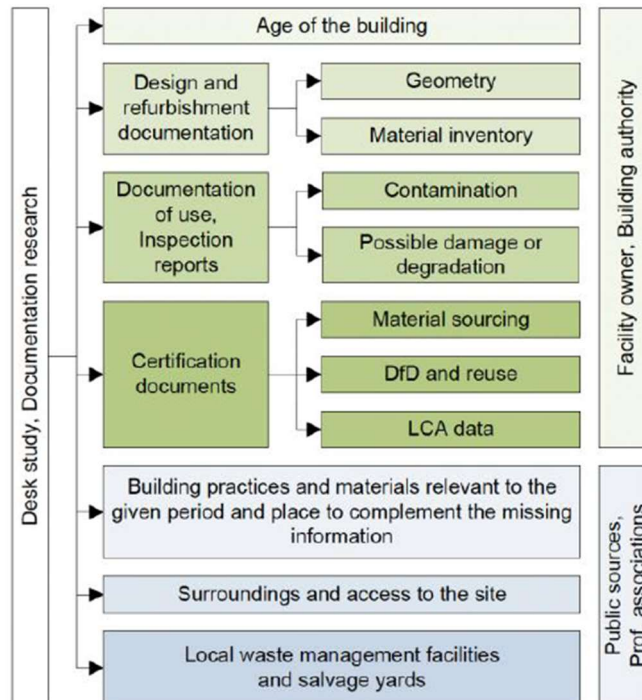 Desk study, Documentation research
Age of the building
Design and
refurbishment
documentation
Geometry
Material inventory
Documentation
of use,
Inspection
reports
Contamination
Possible damage or
degradation
Certification
documents
Material sourcing
DfD and reuse
LCA data
Building practices and materials relevant to the
given period and place to complement the missing
information
Surroundings and access to the site
Local waste management facilities
and salvage yards
Facility owner, Building authority
Public sources,
Prof. associations